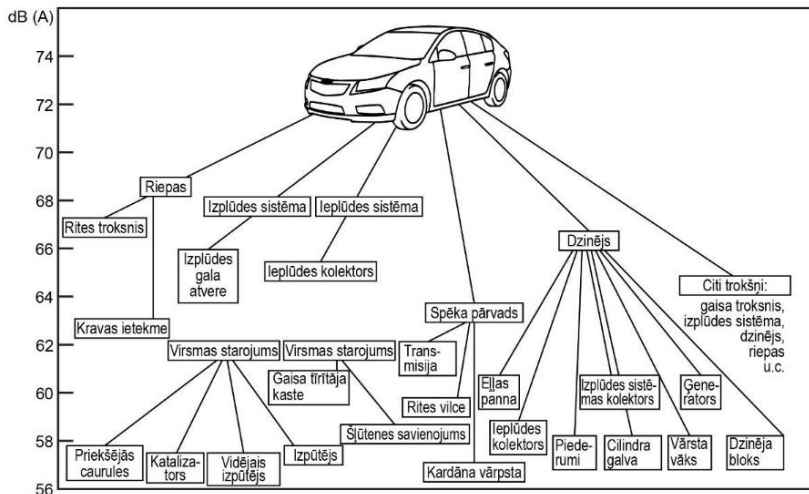 dB (A)
74
72
70
68
66
64
62
60
58
56
Riepas
Rites troksnis
Kravas ietekme
Izplūdes sistēma
Izplūdes
gala
atvere
Ieplūdes sistēma
Ieplūdes kolektors
Virsmas starojums
Priekšējās
caurules
Kataliza-
tors
Vidējais
izpūtējs
Izpūtējs
Virsmas starojums
Gaisa tīrītāja
kaste
Šļūtenes savienojums
Spēka pārvads
Trans-
misija
Rites vilce
Kardāna vārpsta
Dzinējs
Eļļas
panna
Ieplūdes
kolektors
Piede-
rumi
Izplūdes sistē-
mas kolektors
Cilindra
galva
Vārsta
vāks
Ģene-
rators
Dzinēja
bloks
Citi trokšņi:
gaisa troksnis,
izplūdes sistēma,
dzinējs,
riepas
u.c.